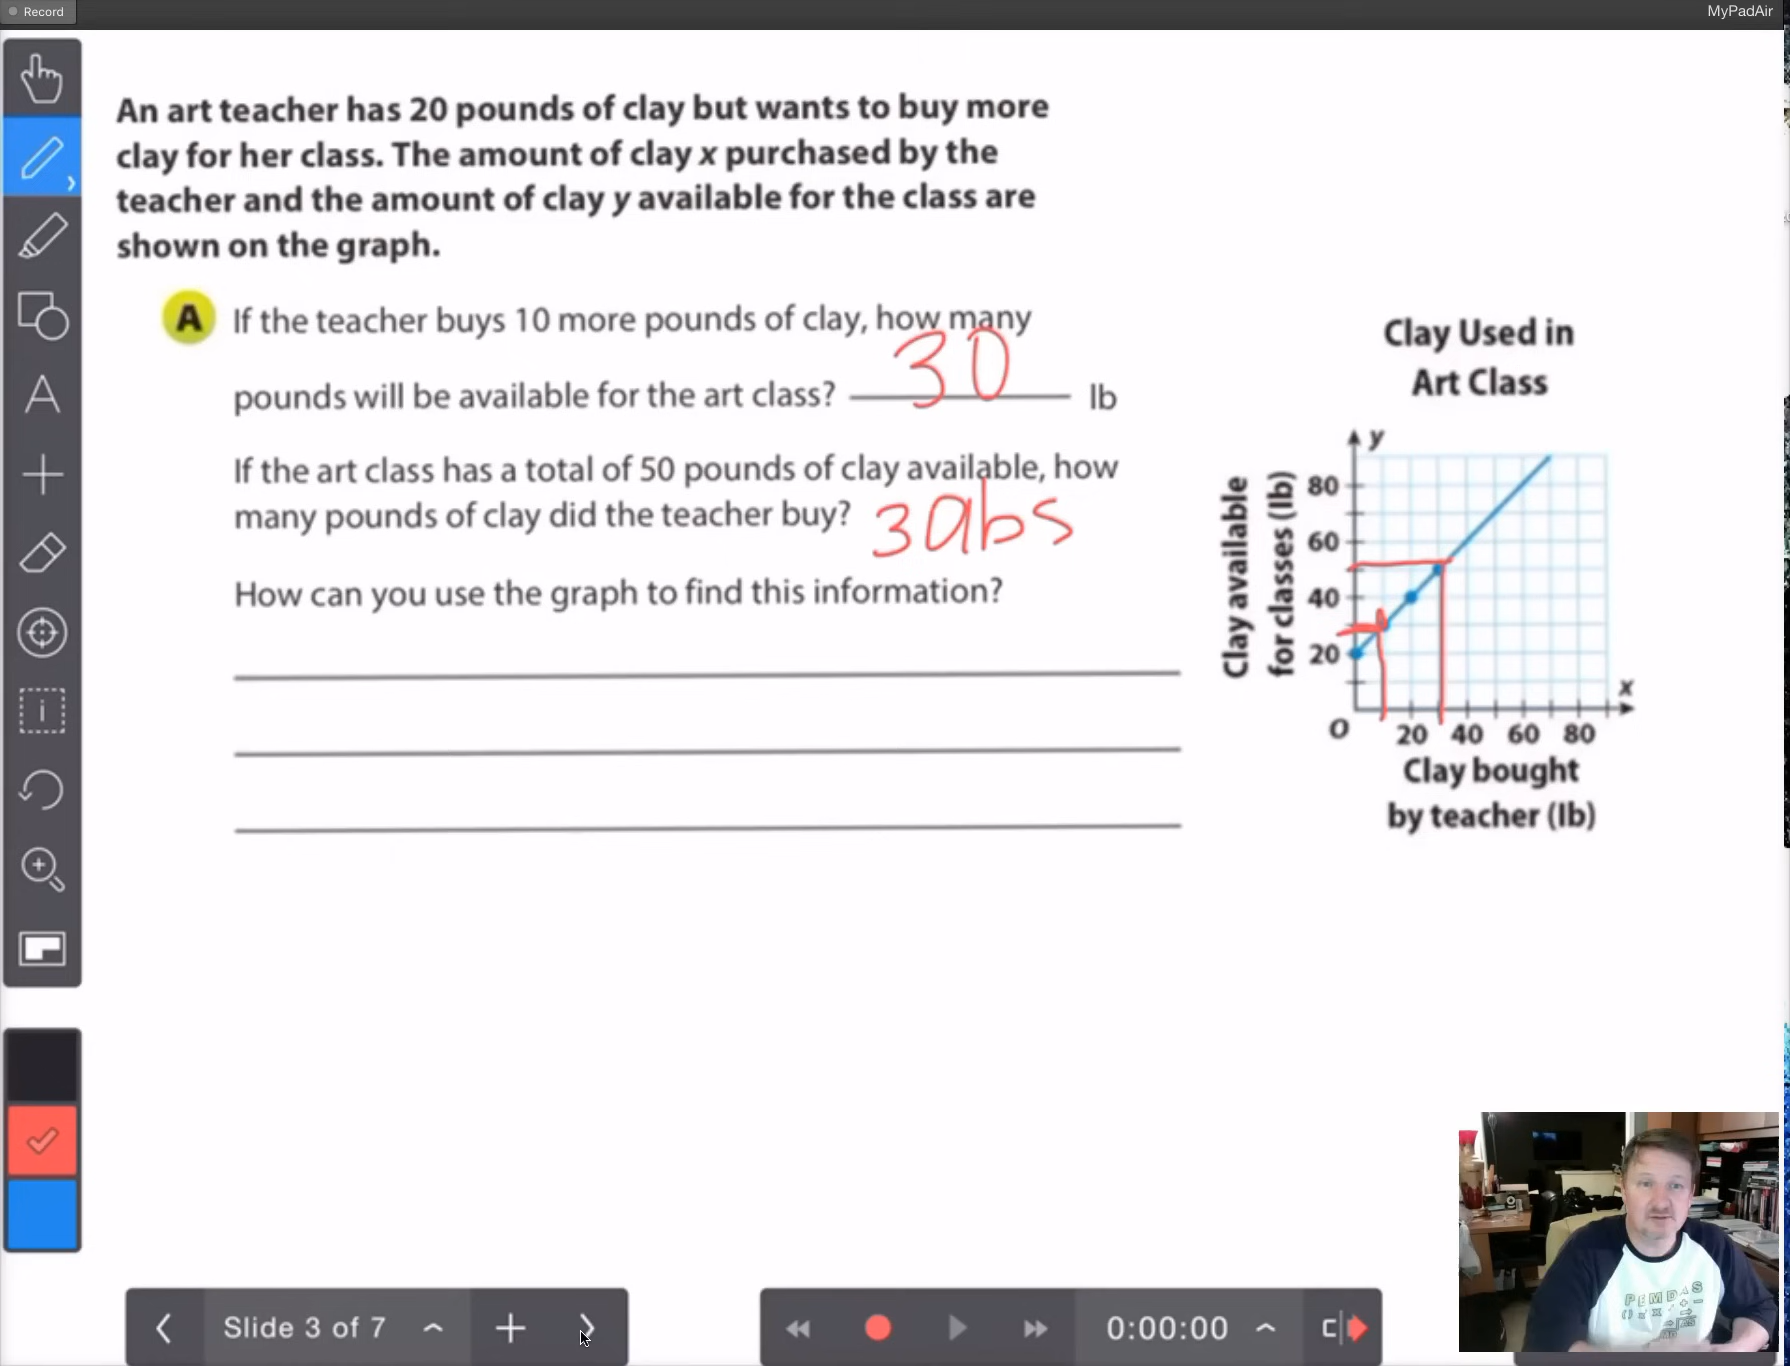 Record
MyPadAir
An art teacher has 20 pounds of clay but wants to buy more
clay for her class. The amount of clay x purchased by the
teacher and the amount of clay y available for the class are
shown on the graph.
A If the teacher buys 10 more pounds of clay, how many
pounds will be available for the art class? 30 lb
If the art class has a total of 50 pounds of clay available, how
many pounds of clay did the teacher buy? 30lbs
How can you use the graph to find this information?
Clay Used in
Art Class
y
80
60
40
20
Clay available
for classes (lb)
x
O 20 40 60 80
Clay bought
by teacher (lb)
A
i
PEMDAS
Slide 3 of 7
0:00:00